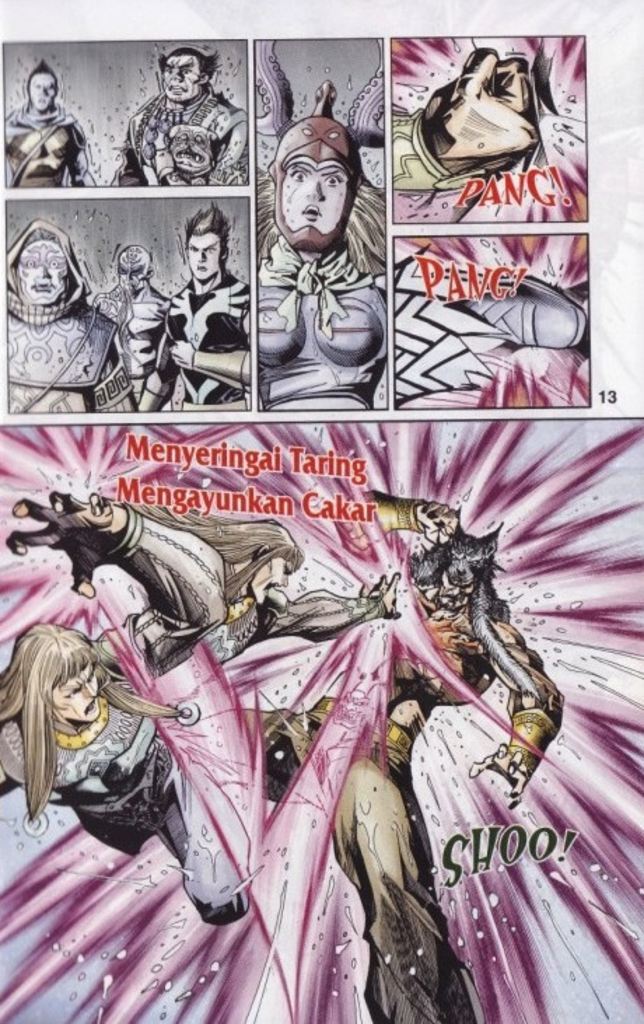 PANG!
PANG!
13
Menyeringai Taring
Mengayunkan Cakar
SHOO!